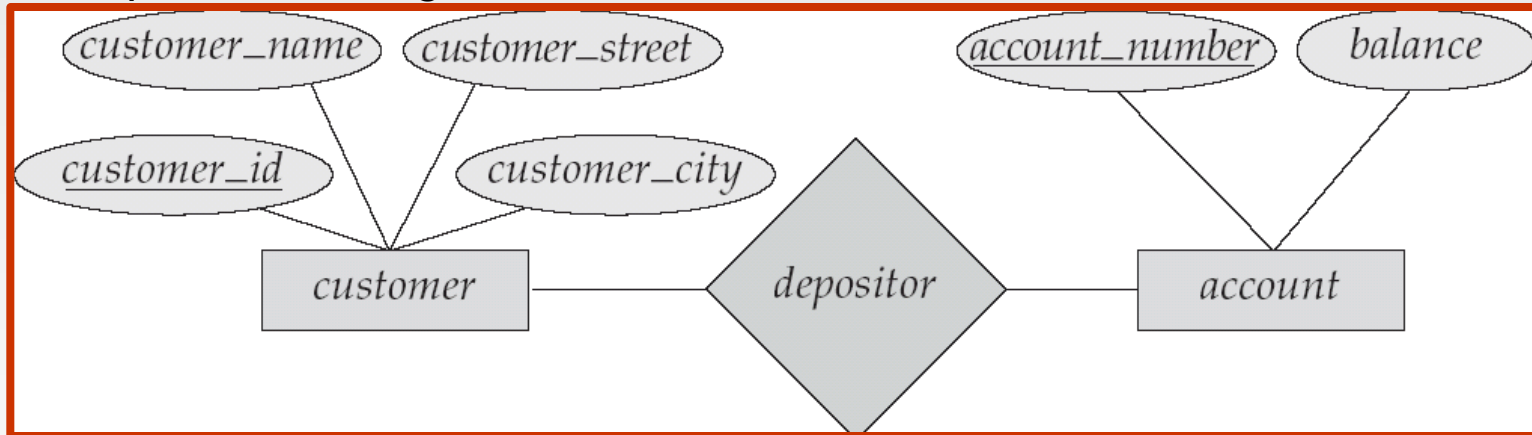 customer_name customer_street account_number balance
customer_id customer_city
customer depositor account